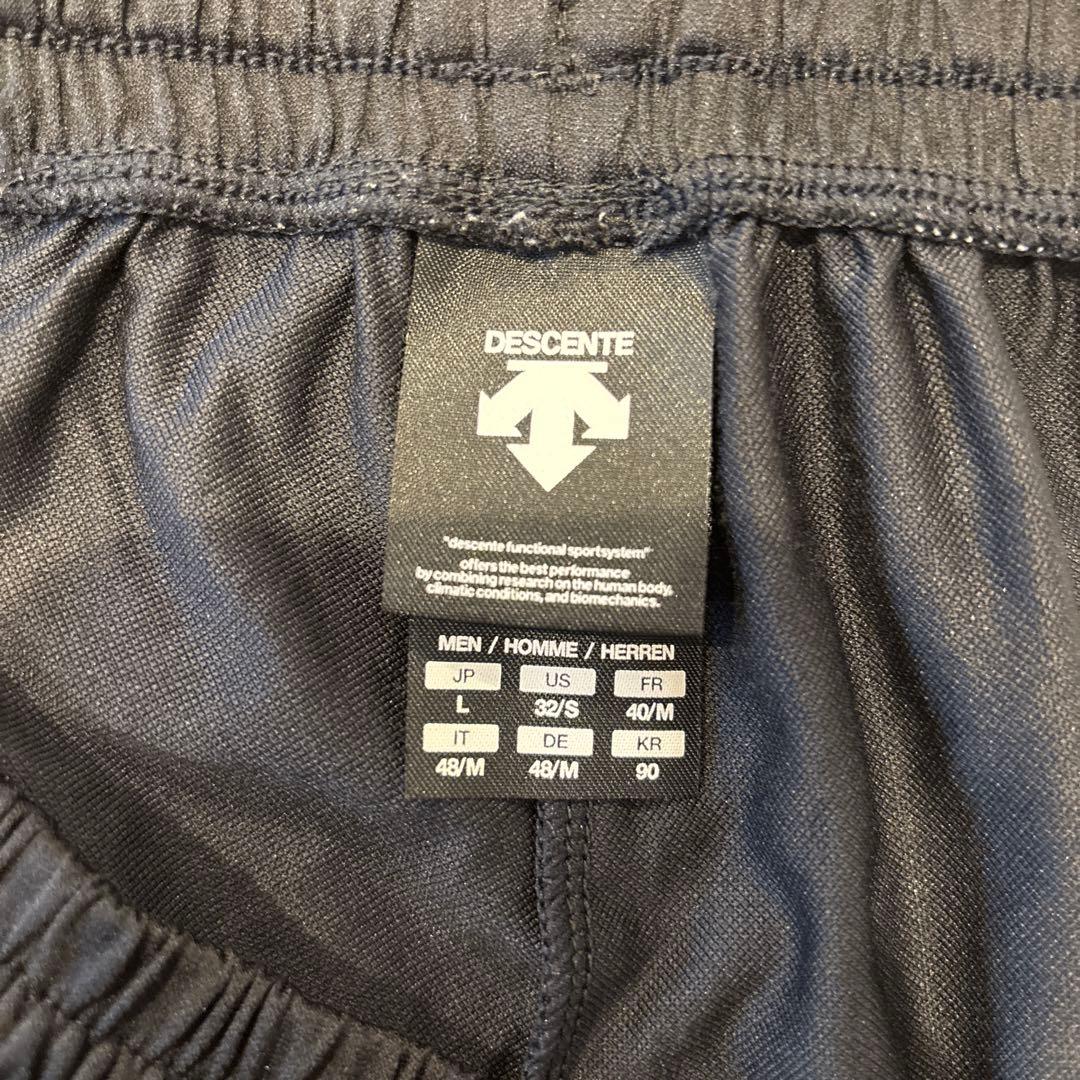 DESCENTE
"descente functional sportsystem"
offers the best performance
by combining research on the human body,
climatic conditions, and biomechanics.
MEN / HOMME / HERREN
JP US FR
L 32/S 40/M
IT DE KR
48/M 48/M 90